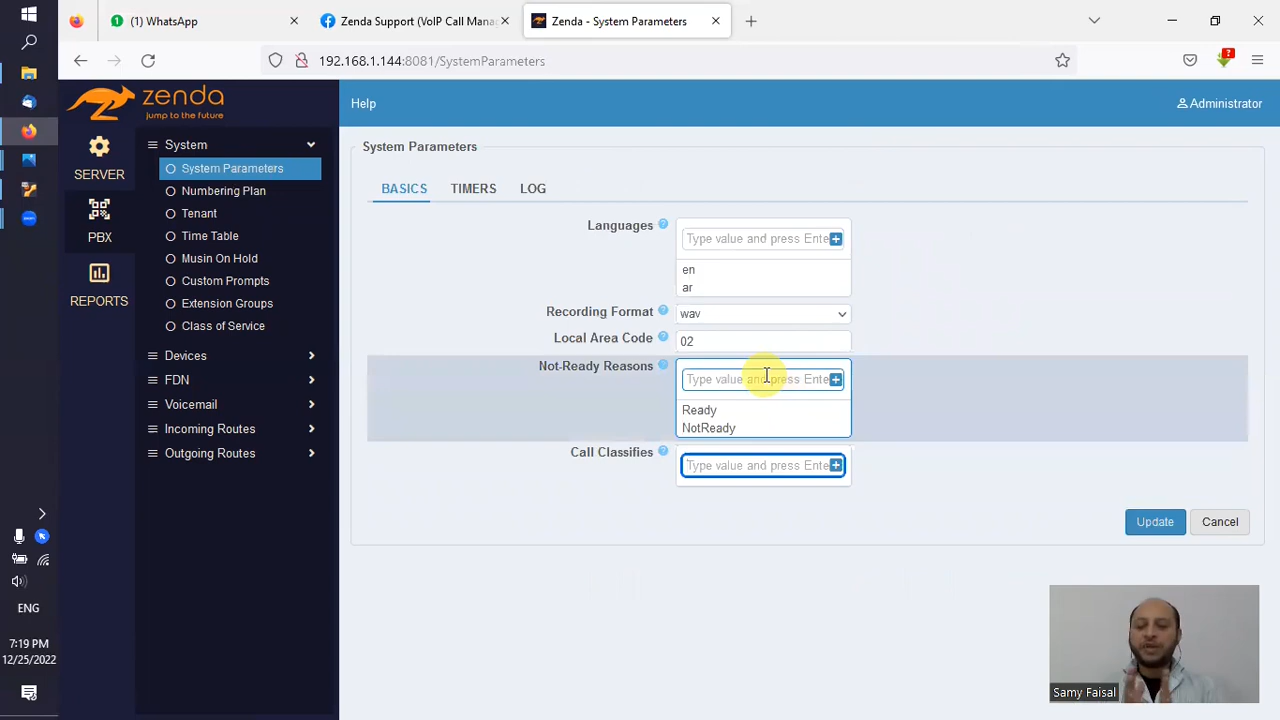 (1) WhatsApp
Zenda Support (VoIP Call Mana
Zenda - System Parameters
192.168.1.144:8081/SystemParameters
zenda
jump to the future
Help
Administrator
SERVER
PBX
REPORTS
System
System Parameters
Numbering Plan
Tenant
Time Table
Musin On Hold
Custom Prompts
Extension Groups
Class of Service
Devices
FDN
Voicemail
Incoming Routes
Outgoing Routes
System Parameters
BASICS TIMERS LOG
Languages ?
Type value and press Ente
en
ar
Recording Format ?
wav
Local Area Code ?
02
Not-Ready Reasons ?
Type value and press Ente
Ready
NotReady
Call Classifies ?
Type value and press Ente
Update Cancel
ENG
7:19 PM
12/25/2022
Samy Faisal